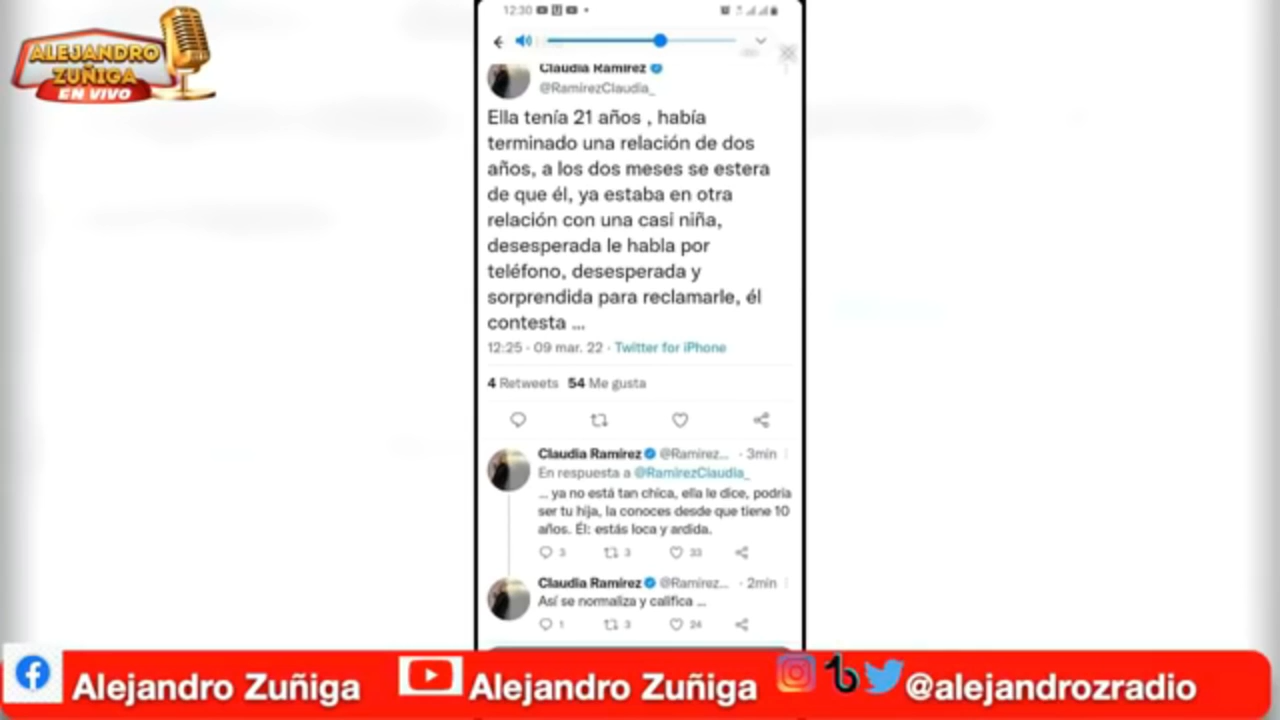 ALEJANDRO
ZUÑIGA
EN VIVO
12:30
Claudia Ramírez
@RamirezClaudia_
Ella tenía 21 años , había
terminado una relación de dos
años, a los dos meses se estera
de que él, ya estaba en otra
relación con una casi niña,
desesperada le habla por
teléfono, desesperada y
sorprendida para reclamarle, él
contesta ...
12:25 · 09 mar. 22 · Twitter for iPhone
4 Retweets 54 Me gusta
Claudia Ramírez @Ramirez... · 3min
En respuesta a @RamirezClaudia_
... ya no está tan chica, ella le dice, podría
ser tu hija, la conoces desde que tiene 10
años. Él: estás loca y ardida.
3 3 33
Claudia Ramírez @Ramirez... · 2min
Así se normaliza y califica ...
1 3 24
Alejandro Zuñiga Alejandro Zuñiga @alejandrozradio